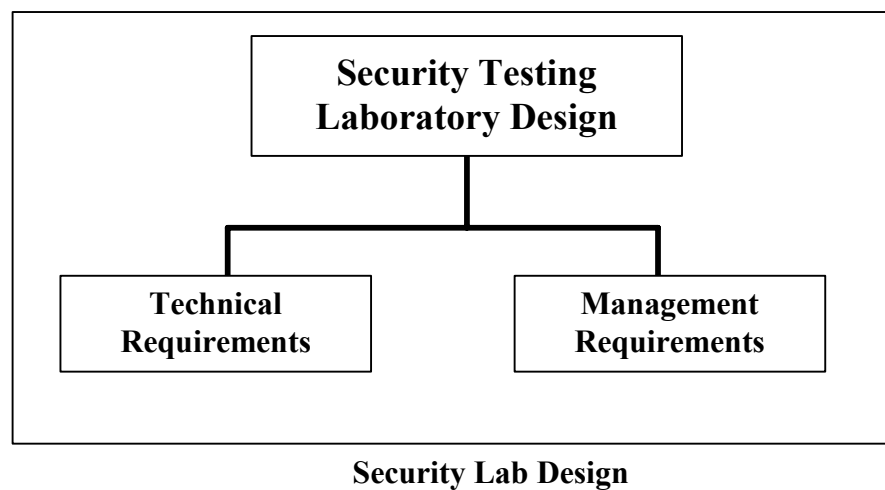 Security Testing
Laboratory Design
Technical
Requirements
Management
Requirements
Security Lab Design